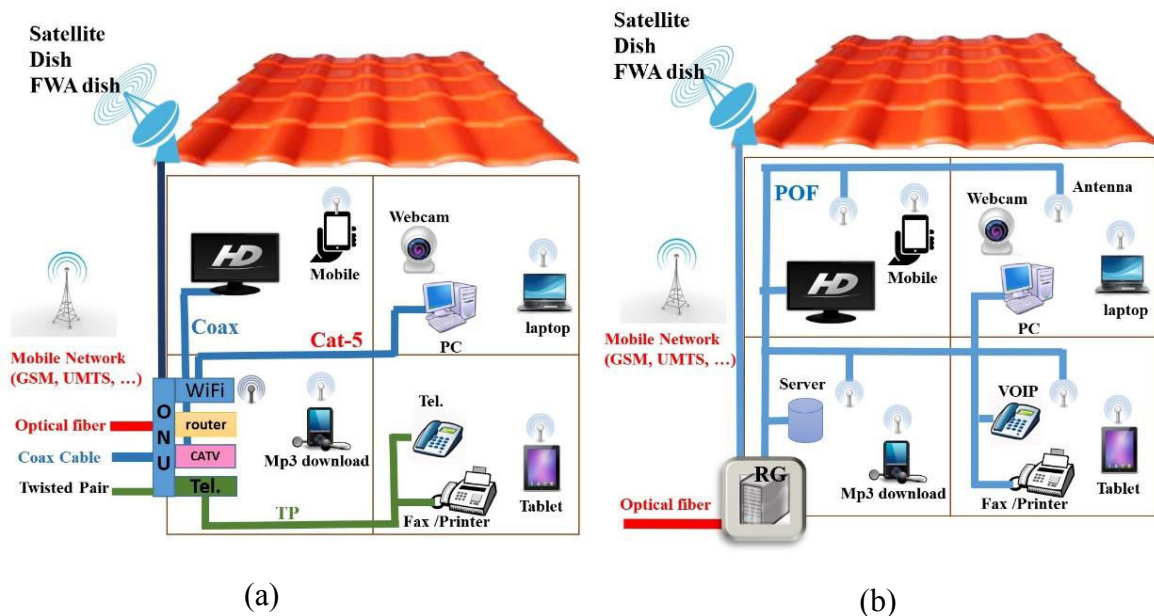 Satellite
Dish
FWA dish
HD
Mobile
Webcam
PC
laptop
Coax
Cat-5
Mobile Network
(GSM, UMTS, ...)
WiFi
ONU
router
CATV
Tel.
Optical fiber
Coax Cable
Twisted Pair
Mp3 download
Tel.
Fax /Printer
Tablet
TP
(a)
Satellite
Dish
FWA dish
POF
Antenna
Webcam
HD
Mobile
PC
laptop
Mobile Network
(GSM, UMTS, ...)
Server
VOIP
RG
Mp3 download
Fax /Printer
Tablet
Optical fiber
(b)